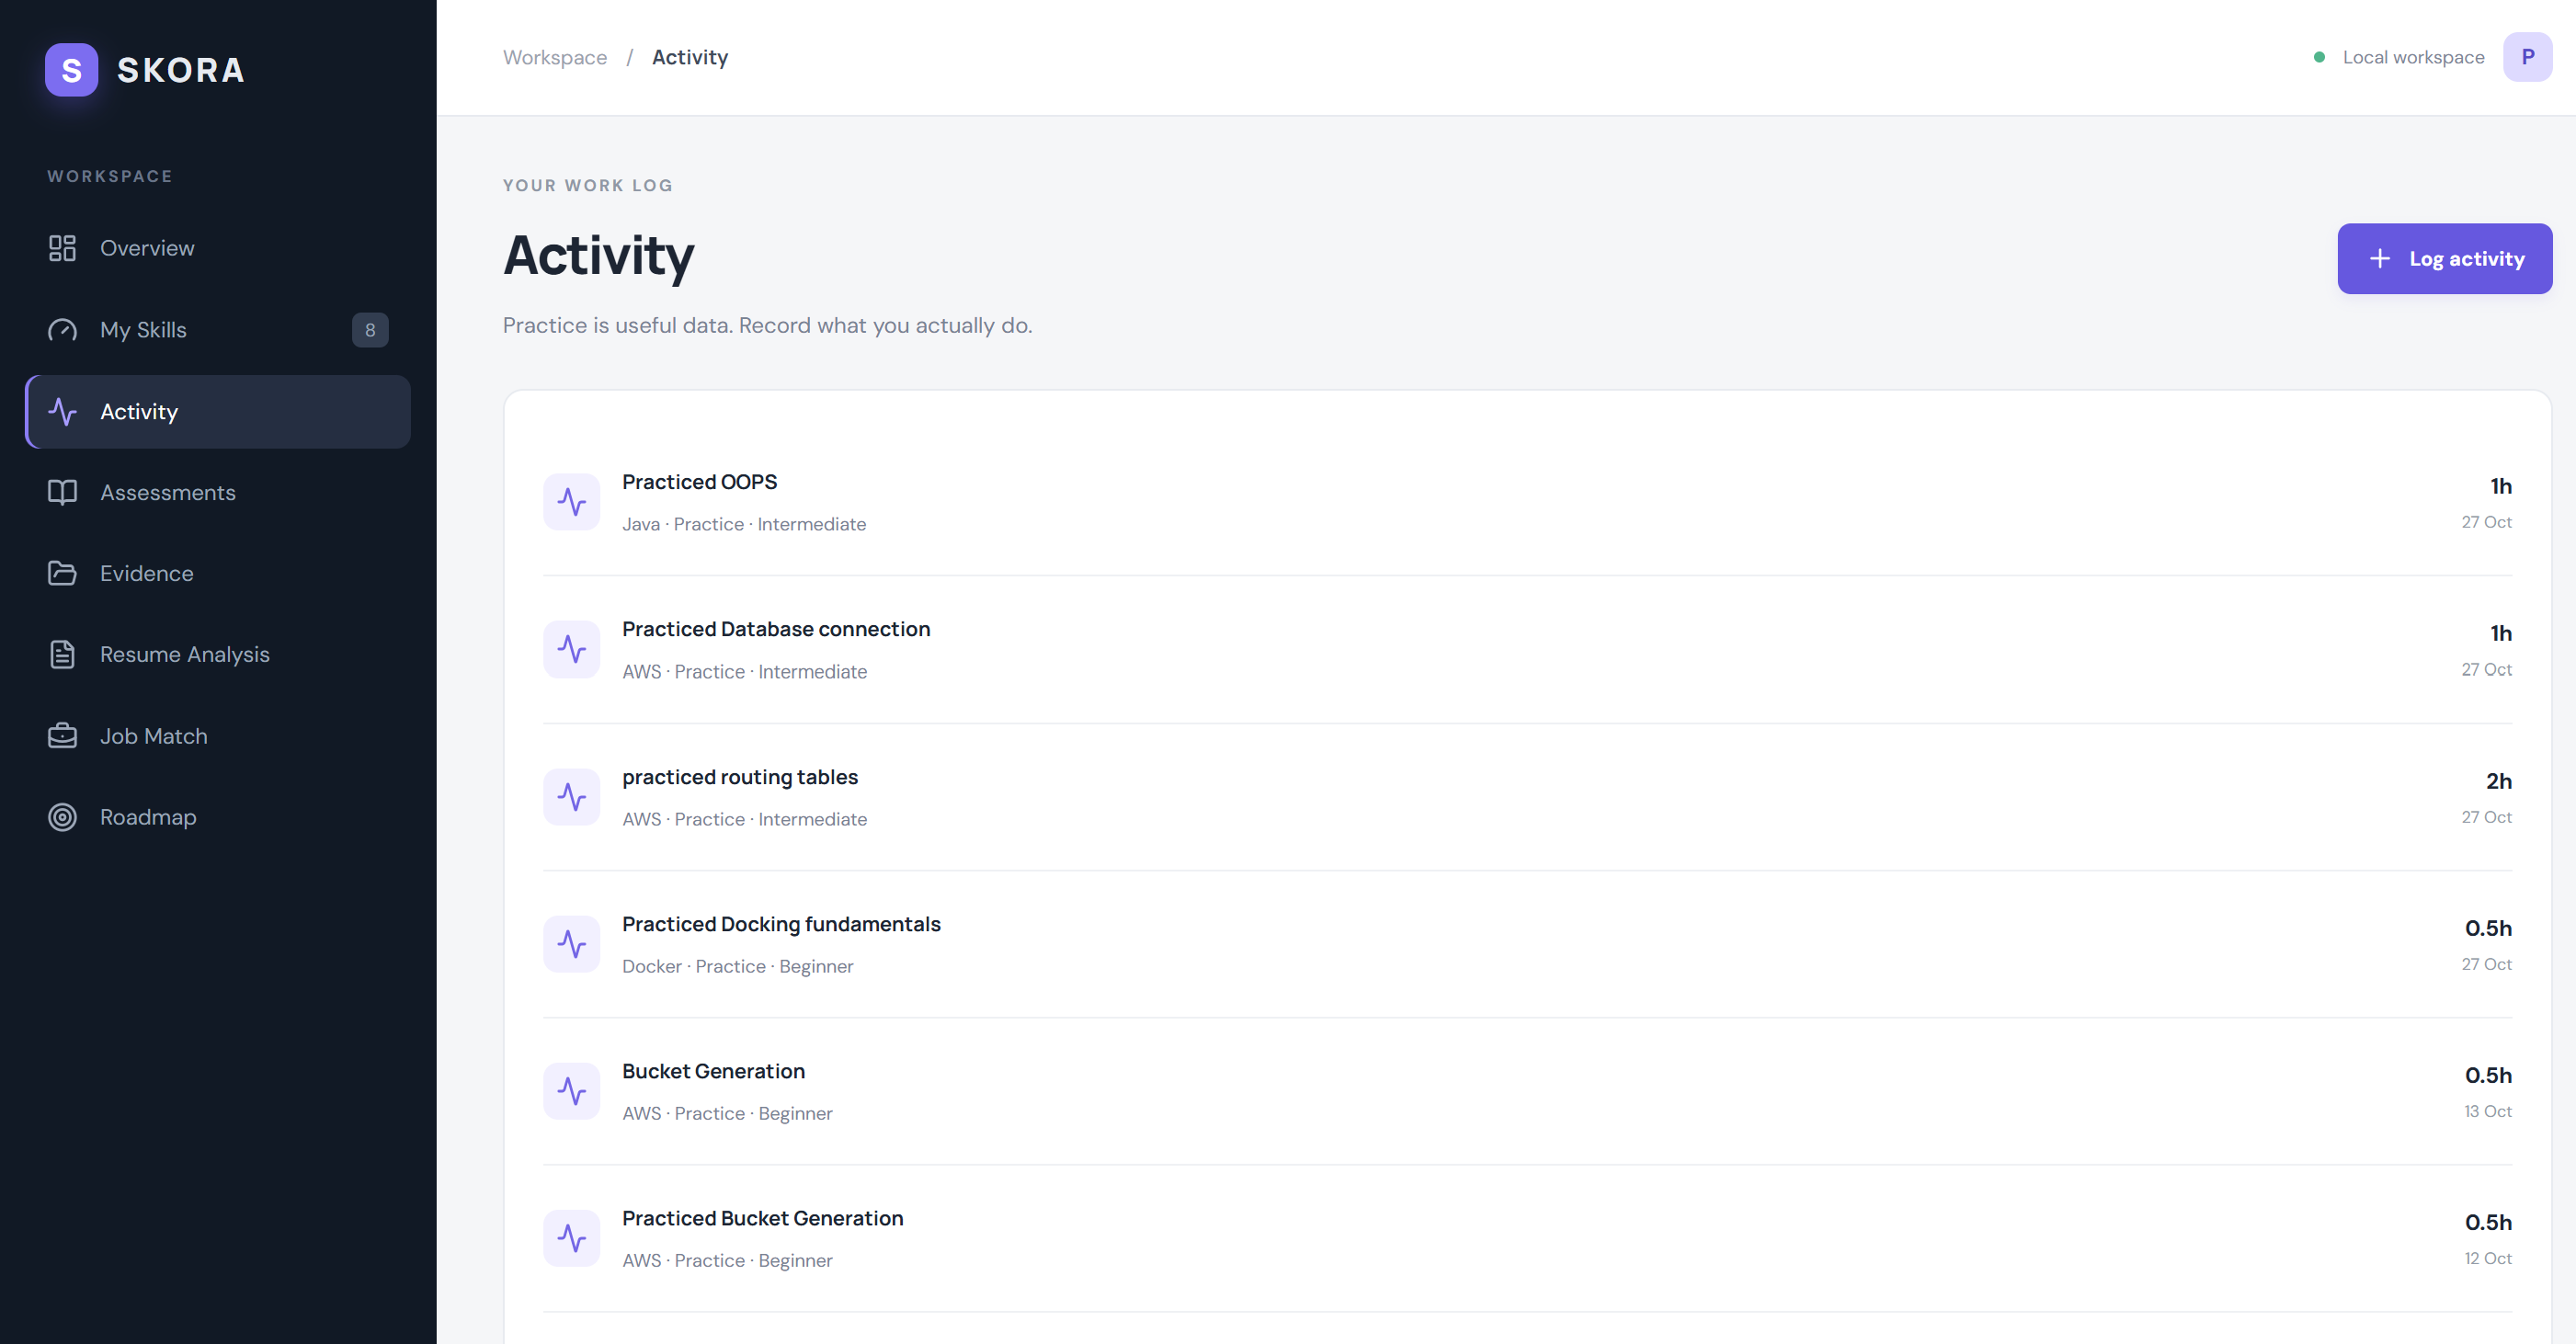 S SKORA
WORKSPACE
Overview
My Skills 8
Activity
Assessments
Evidence
Resume Analysis
Job Match
Roadmap
Workspace / Activity
Local workspace P
YOUR WORK LOG
Activity
Log activity
Practice is useful data. Record what you actually do.
Practiced OOPS
Java · Practice · Intermediate
1h
27 Oct
Practiced Database connection
AWS · Practice · Intermediate
1h
27 Oct
practiced routing tables
AWS · Practice · Intermediate
2h
27 Oct
Practiced Docking fundamentals
Docker · Practice · Beginner
0.5h
27 Oct
Bucket Generation
AWS · Practice · Beginner
0.5h
13 Oct
Practiced Bucket Generation
AWS · Practice · Beginner
0.5h
12 Oct